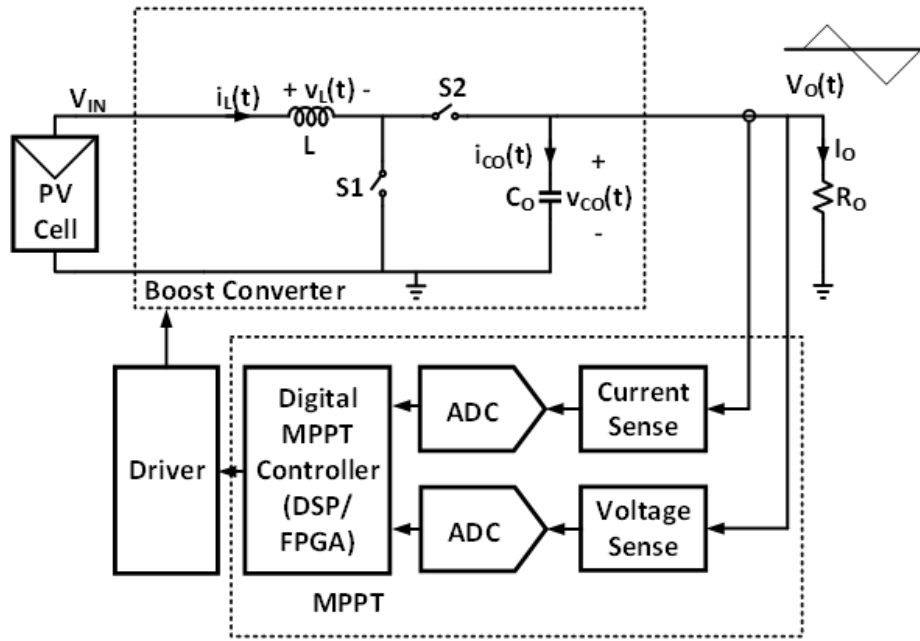 V_O(t)
V_IN
i_L(t)
+ v_L(t) -
S2
L
PV
Cell
S1
i_CO(t)
+
C_O
v_CO(t)
-
I_O
R_O
Boost Converter
Driver
Digital
MPPT
Controller
(DSP/
FPGA)
ADC
Current
Sense
ADC
Voltage
Sense
MPPT